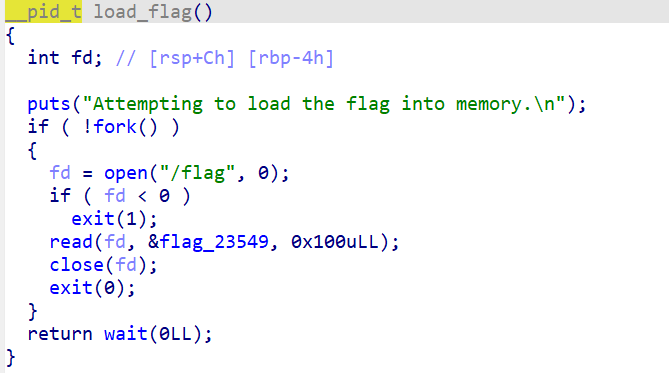 __pid_t load_flag()
{
  int fd; // [rsp+Ch] [rbp-4h]

  puts("Attempting to load the flag into memory.\n");
  if ( !fork() )
  {
    fd = open("/flag", 0);
    if ( fd < 0 )
      exit(1);
    read(fd, &flag_23549, 0x100uLL);
    close(fd);
    exit(0);
  }
  return wait(0LL);
}